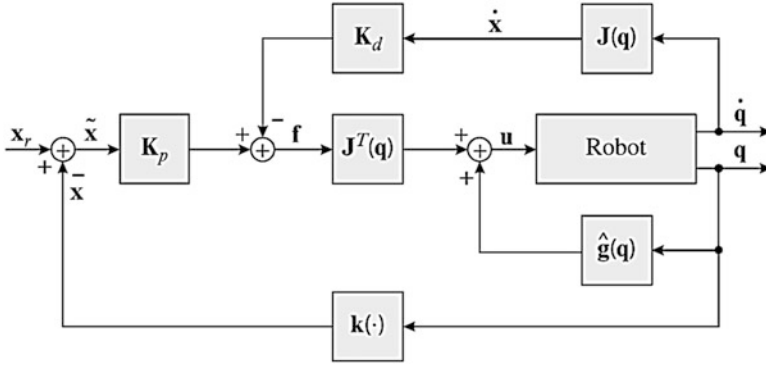 K_d
ẋ
J(q)
x_r
+
−
x̃
x
K_p
+
−
f
J^T(q)
+
+
u
Robot
q̇
q
ĝ(q)
k(·)